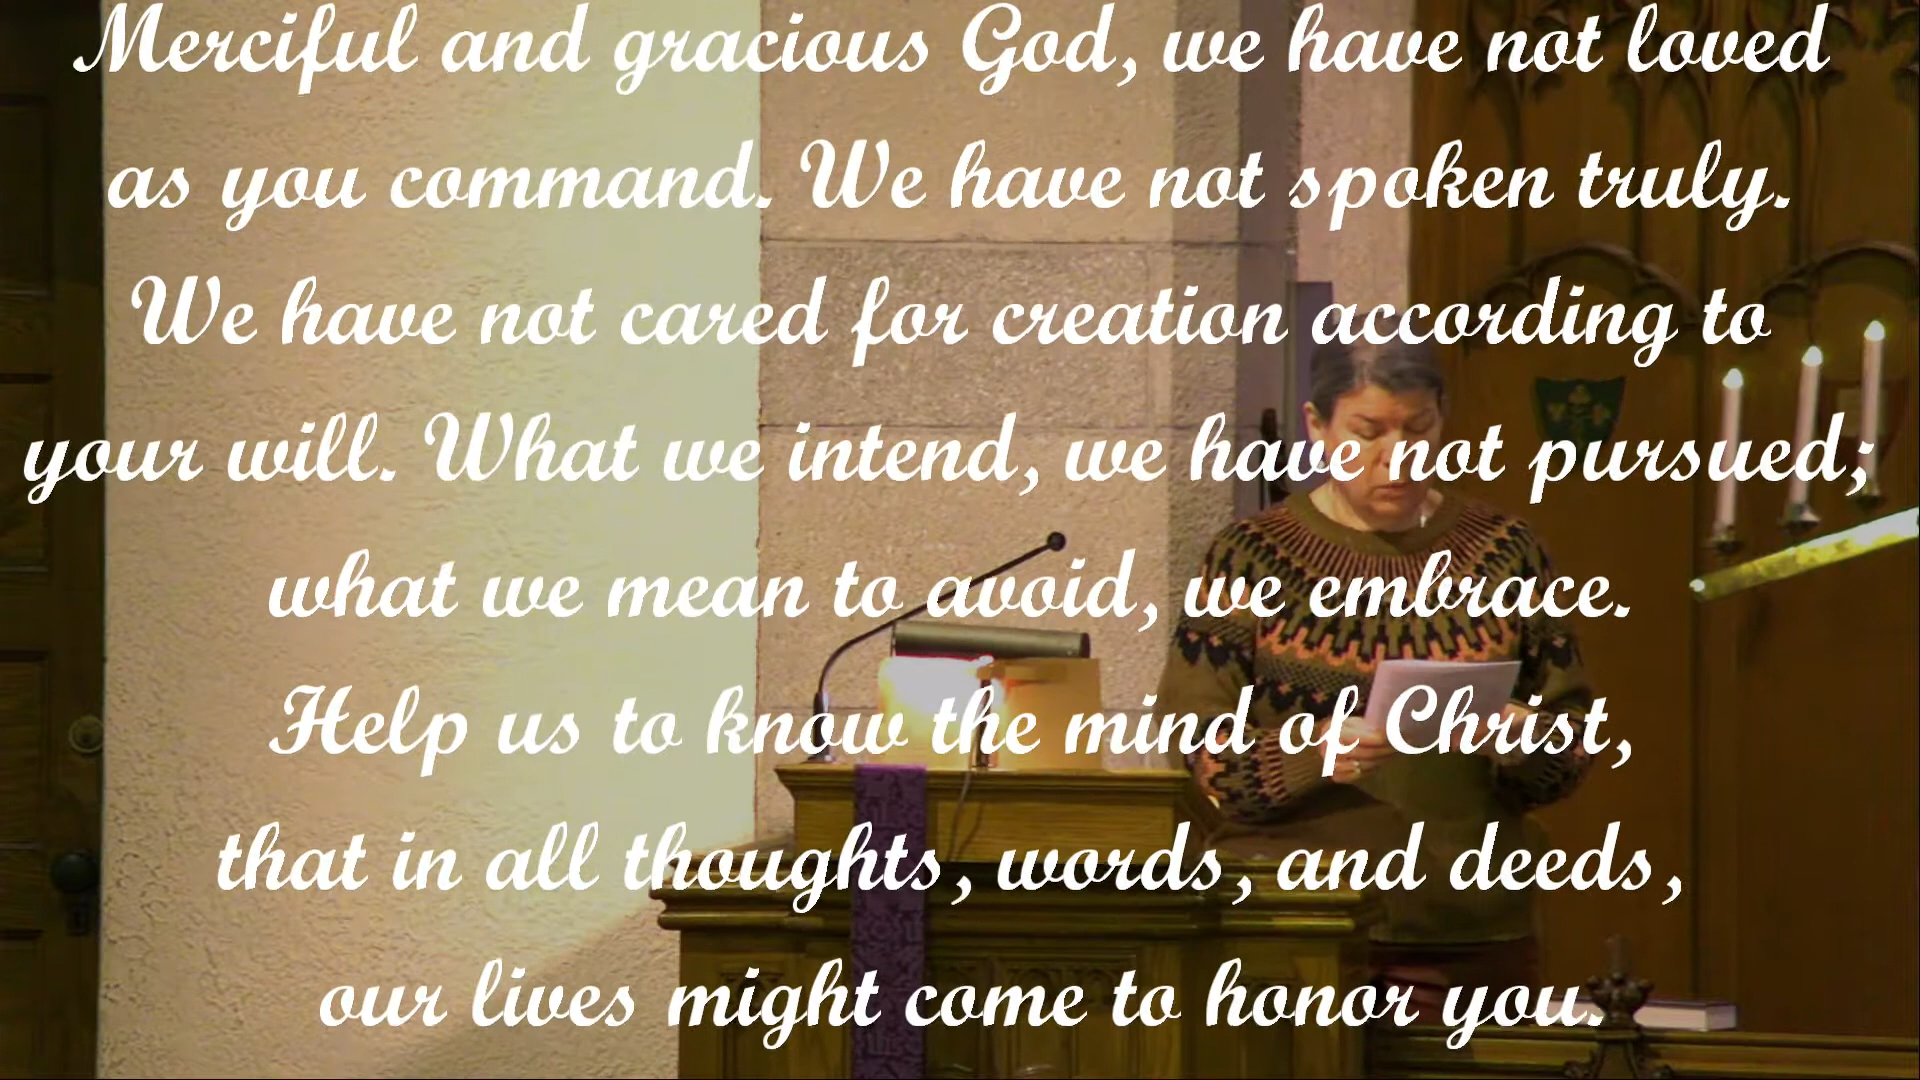 Merciful and gracious God, we have not loved
as you command. We have not spoken truly.
We have not cared for creation according to
your will. What we intend, we have not pursued;
what we mean to avoid, we embrace.
Help us to know the mind of Christ,
that in all thoughts, words, and deeds,
our lives might come to honor you.